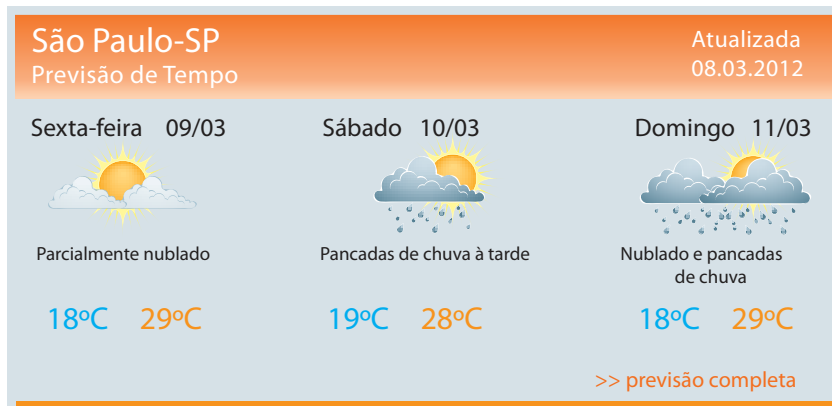 São Paulo-SP
Previsão de Tempo
Atualizada
08.03.2012
Sexta-feira 09/03
Parcialmente nublado
18ºC 29ºC
Sábado 10/03
Pancadas de chuva à tarde
19ºC 28ºC
Domingo 11/03
Nublado e pancadas
de chuva
18ºC 29ºC
>> previsão completa